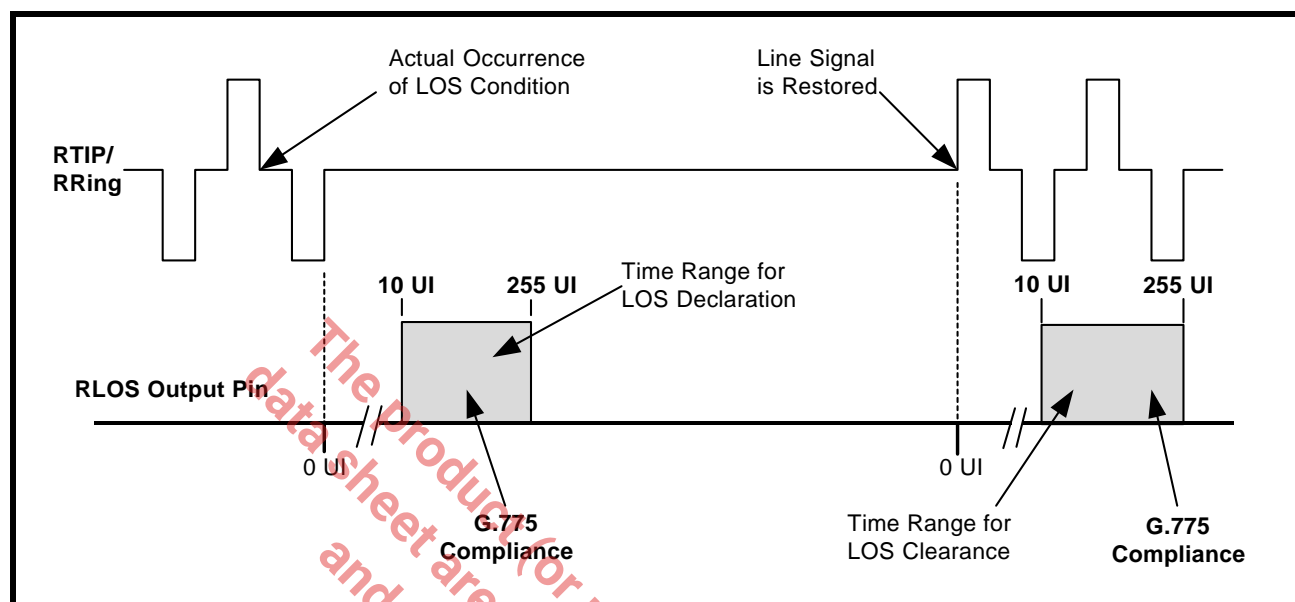 Actual Occurrence
of LOS Condition
Line Signal
is Restored
RTIP/
RRing
10 UI
255 UI
Time Range for
LOS Declaration
10 UI
255 UI
RLOS Output Pin
0 UI
0 UI
G.775
Compliance
Time Range for
LOS Clearance
G.775
Compliance
The product (or
data sheet are
and